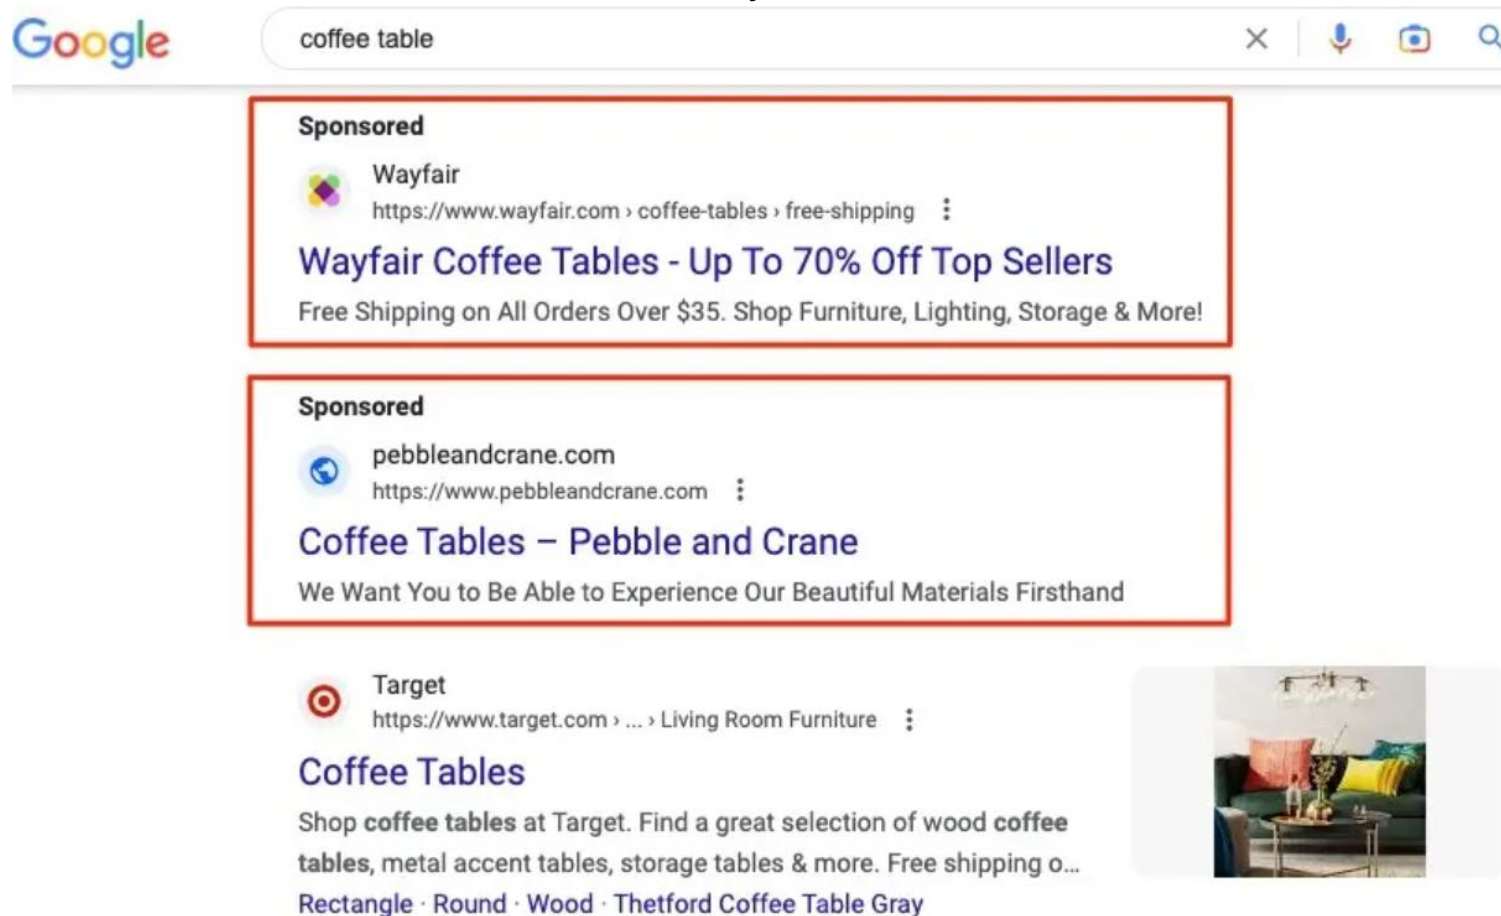 Google
coffee table
Sponsored
Wayfair
https://www.wayfair.com › coffee-tables › free-shipping
Wayfair Coffee Tables - Up To 70% Off Top Sellers
Free Shipping on All Orders Over $35. Shop Furniture, Lighting, Storage & More!
Sponsored
pebbleandcrane.com
https://www.pebbleandcrane.com
Coffee Tables – Pebble and Crane
We Want You to Be Able to Experience Our Beautiful Materials Firsthand
Target
https://www.target.com › ... › Living Room Furniture
Coffee Tables
Shop coffee tables at Target. Find a great selection of wood coffee
tables, metal accent tables, storage tables & more. Free shipping o...
Rectangle · Round · Wood · Thetford Coffee Table Gray